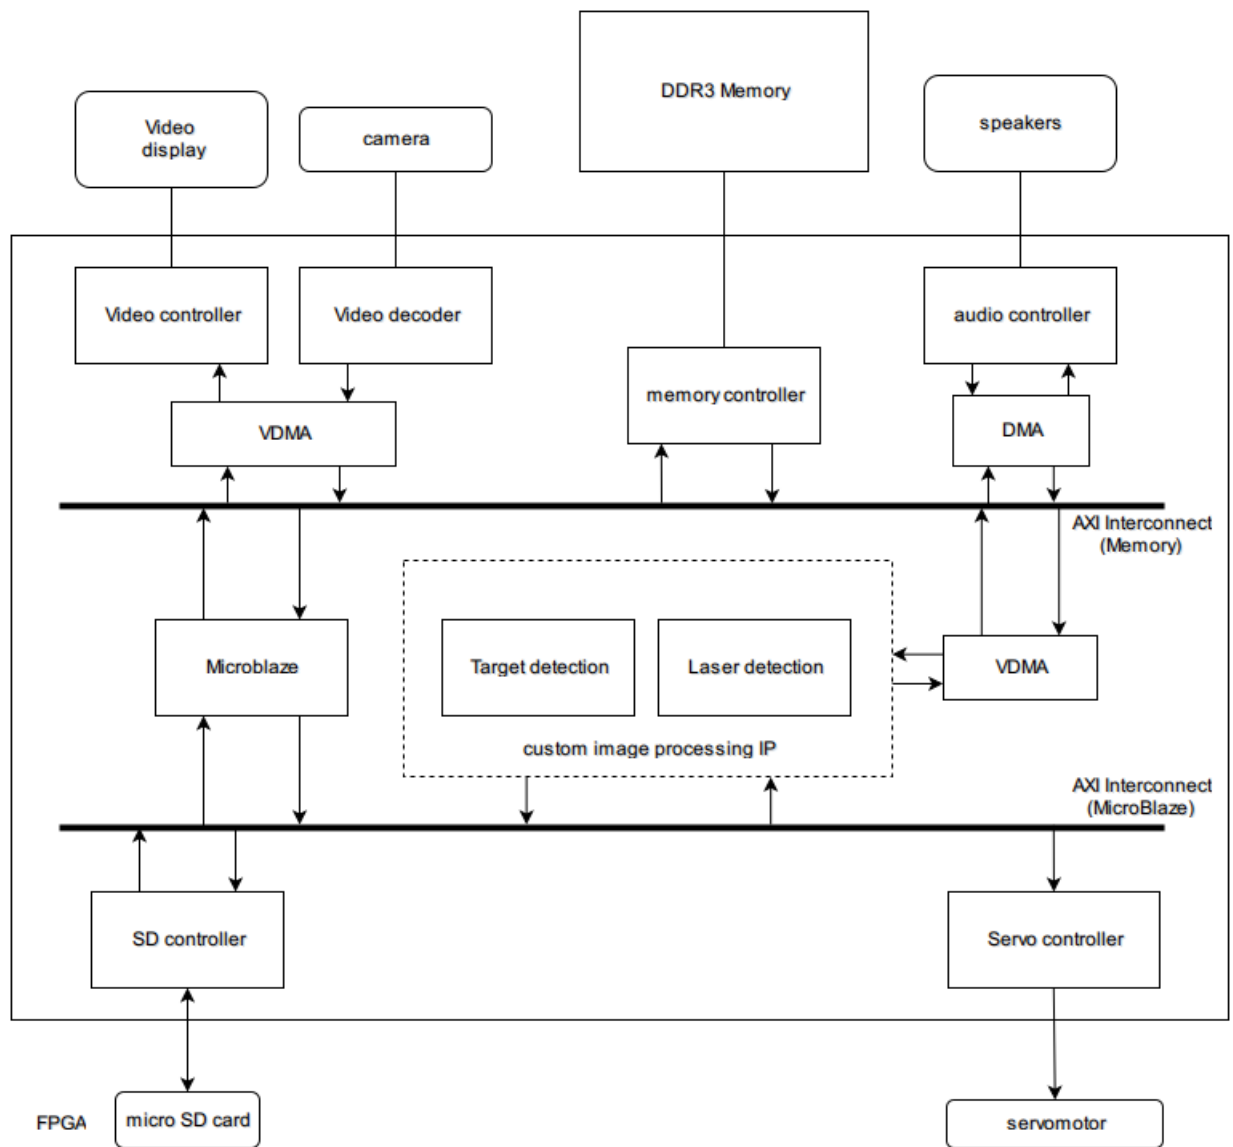 DDR3 Memory
Video
display
camera
speakers
Video controller
Video decoder
audio controller
memory controller
VDMA
DMA
AXI Interconnect
(Memory)
Microblaze
Target detection
Laser detection
VDMA
custom image processing IP
AXI Interconnect
(MicroBlaze)
SD controller
Servo controller
FPGA
micro SD card
servomotor